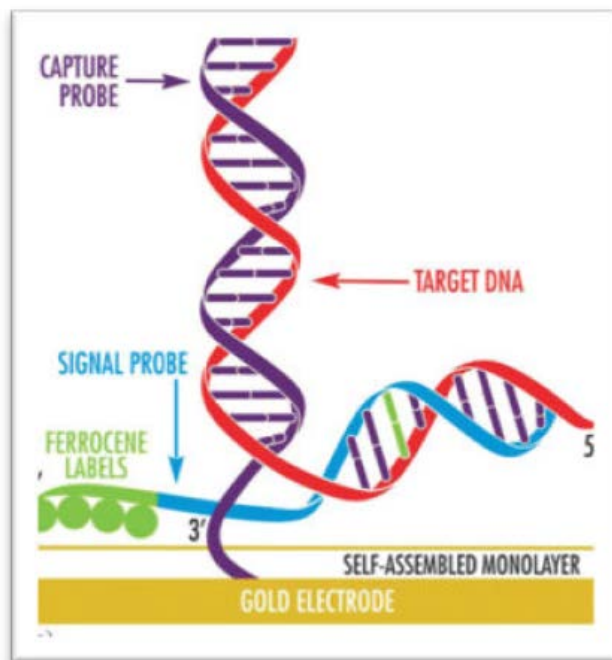 CAPTURE
PROBE
TARGET DNA
SIGNAL PROBE
FERROCENE
LABELS
5
3'
SELF-ASSEMBLED MONOLAYER
GOLD ELECTRODE